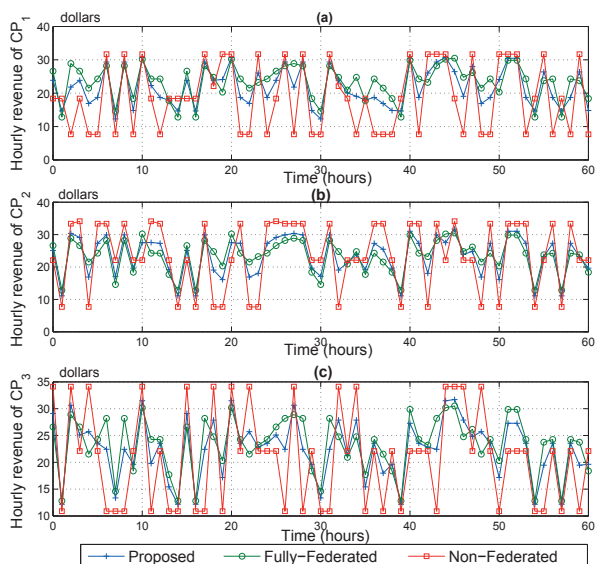 dollars (a)
Hourly revenue of CP1
40
30
20
10
0
0 10 20 30 40 50 60
Time (hours)
dollars (b)
Hourly revenue of CP2
40
30
20
10
0
0 10 20 30 40 50 60
Time (hours)
dollars (c)
Hourly revenue of CP3
35
30
25
20
15
10
0 10 20 30 40 50 60
Time (hours)
Proposed Fully−Federated Non−Federated